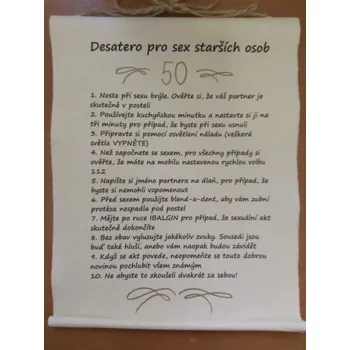 Desatero pro sex starších osob
50
1. Noste při sexu brýle. Ověřte si, že váš partner je
skutečně v posteli
2. Používejte kuchyňskou minutku a nastavte si ji na
tři minuty pro případ, že byste při sexu usnuli
3. Připravte si pomocí osvětlení náladu (veškerá
světla VYPNĚTE)
4. Než započnete se sexem, pro všechny případy si
ověřte, že máte na mobilu nastavenou rychlou volbu
112
5. Napište si jméno partnera na dlaň, pro případ, že
byste si nemohli vzpomenout
6. Před sexem použijte blend-a-dent, aby vám zubní
protéza nespadla pod postel
7. Mějte po ruce IBALGIN pro případ, že sexuální akt
skutečně dokončíte
8. Bez obav vyluzujte jakékoliv zvuky. Sousedi jsou
buď také hluší, anebo vám naopak budou závidět
9. Když se akt povede, neopomeňte se touto dobrou
novinou pochlubit všem známým
10. Ne abyste to zkoušeli dvakrát za sebou!